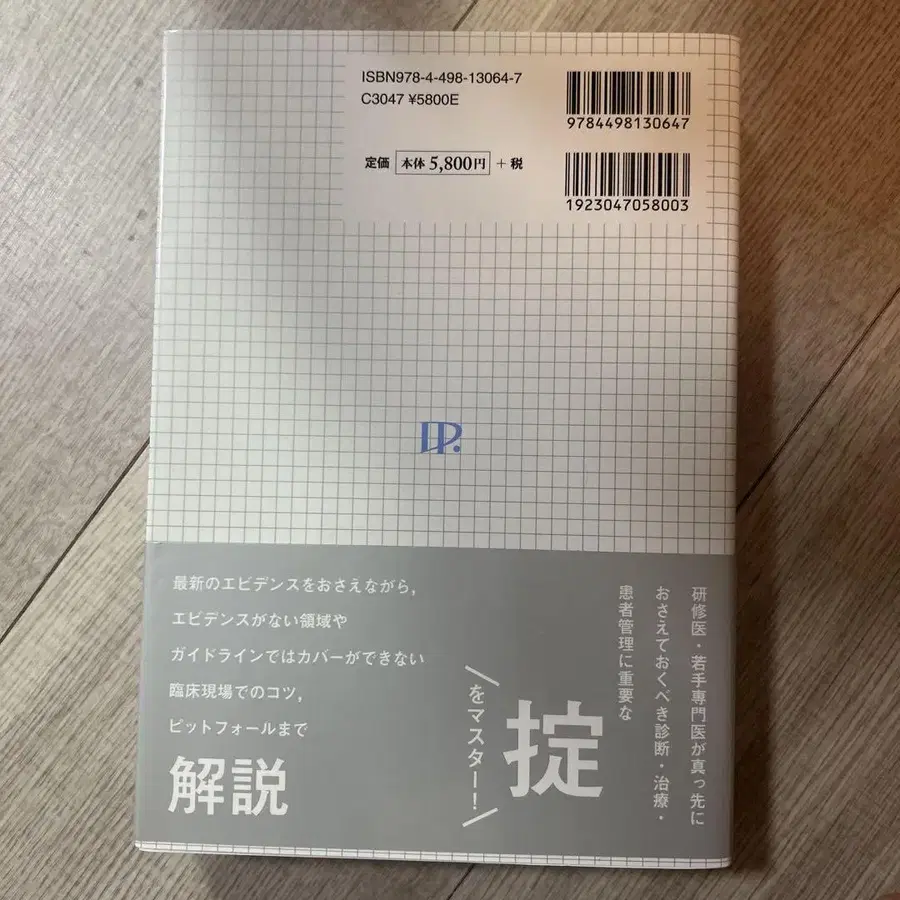 ISBN978-4-498-13064-7
C3047 ¥5800E
9784498130647
定価 本体 5,800円 + 税
1923047058003
研修医・若手専門医が真っ先に
おさえておくべき診断・治療・
患者管理に重要な
掟
をマスター！
最新のエビデンスをおさえながら,
エビデンスがない領域や
ガイドラインではカバーができない
臨床現場でのコツ,
ピットフォールまで
解説